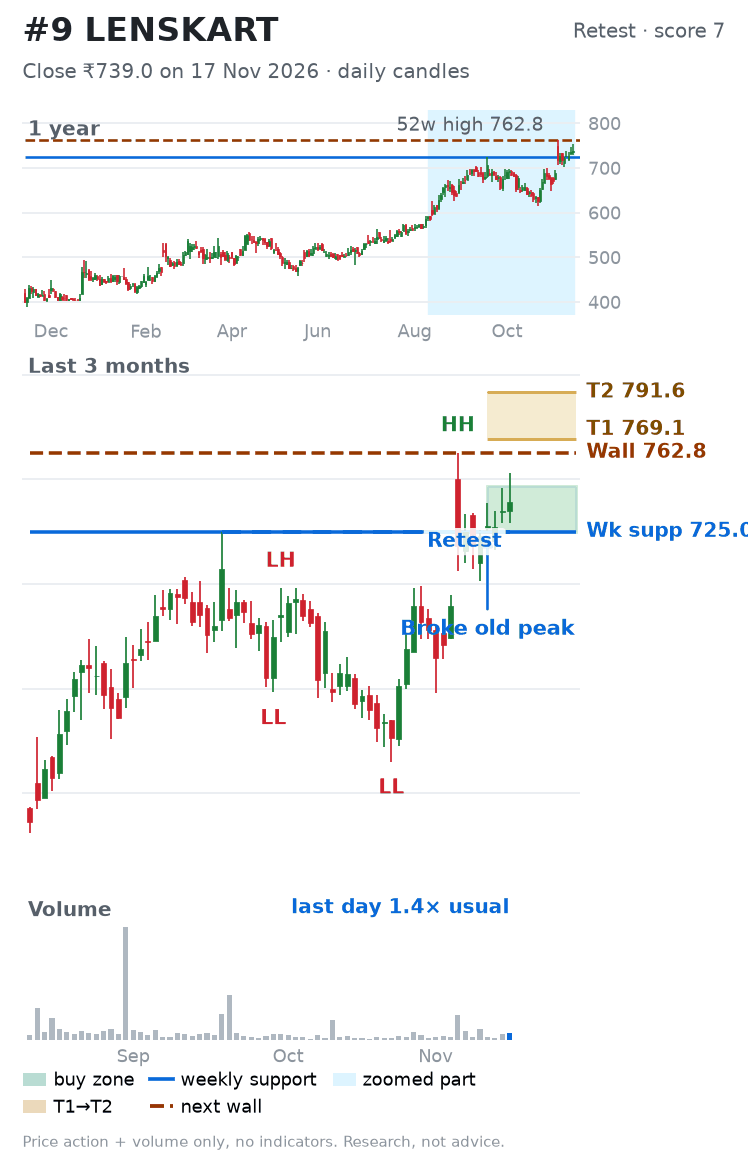 #9 LENSKART
Retest · score 7
Close ₹739.0 on 17 Nov 2026 · daily candles
1 year
52w high 762.8
800
700
600
500
400
Dec Feb Apr Jun Aug Oct
Last 3 months
T2 791.6
HH
T1 769.1
Wall 762.8
Wk supp 725.0
Retest
LH
Broke old peak
LL
LL
Volume
last day 1.4× usual
Sep Oct Nov
buy zone weekly support zoomed part
T1→T2 next wall
Price action + volume only, no indicators. Research, not advice.